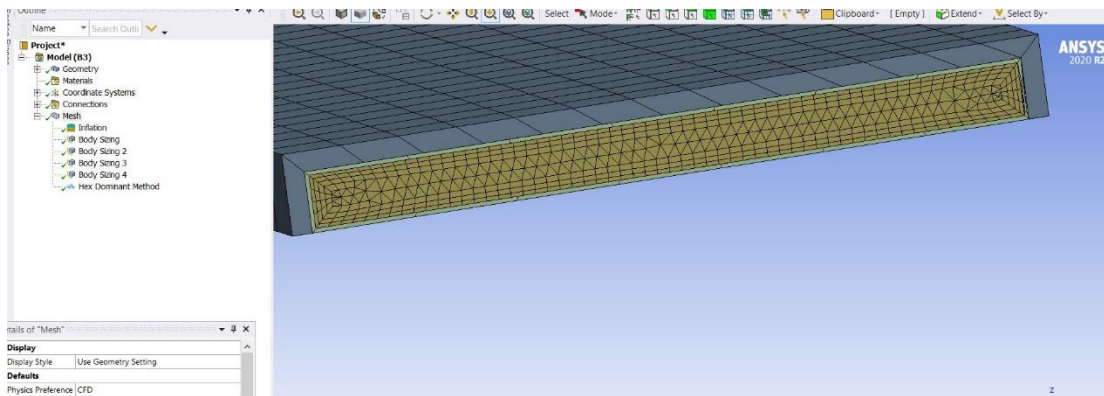 Outline
Select Mode Clipboard [ Empty ] Extend Select By
Name Search Outli
Project*
Model (B3)
Geometry
Materials
Coordinate Systems
Connections
Mesh
Inflation
Body Sizing
Body Sizing 2
Body Sizing 3
Body Sizing 4
Hex Dominant Method
ANSYS
2020 R2
etails of "Mesh"
Display
Display Style Use Geometry Setting
Defaults
Physics Preference CFD
Z